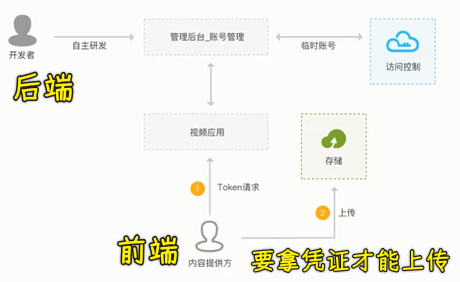 管理后台_账号管理
开发者
自主研发
临时账号
访问控制
后端
视频应用
存储
1
Token请求
2
上传
前端
内容提供方
要拿凭证才能上传